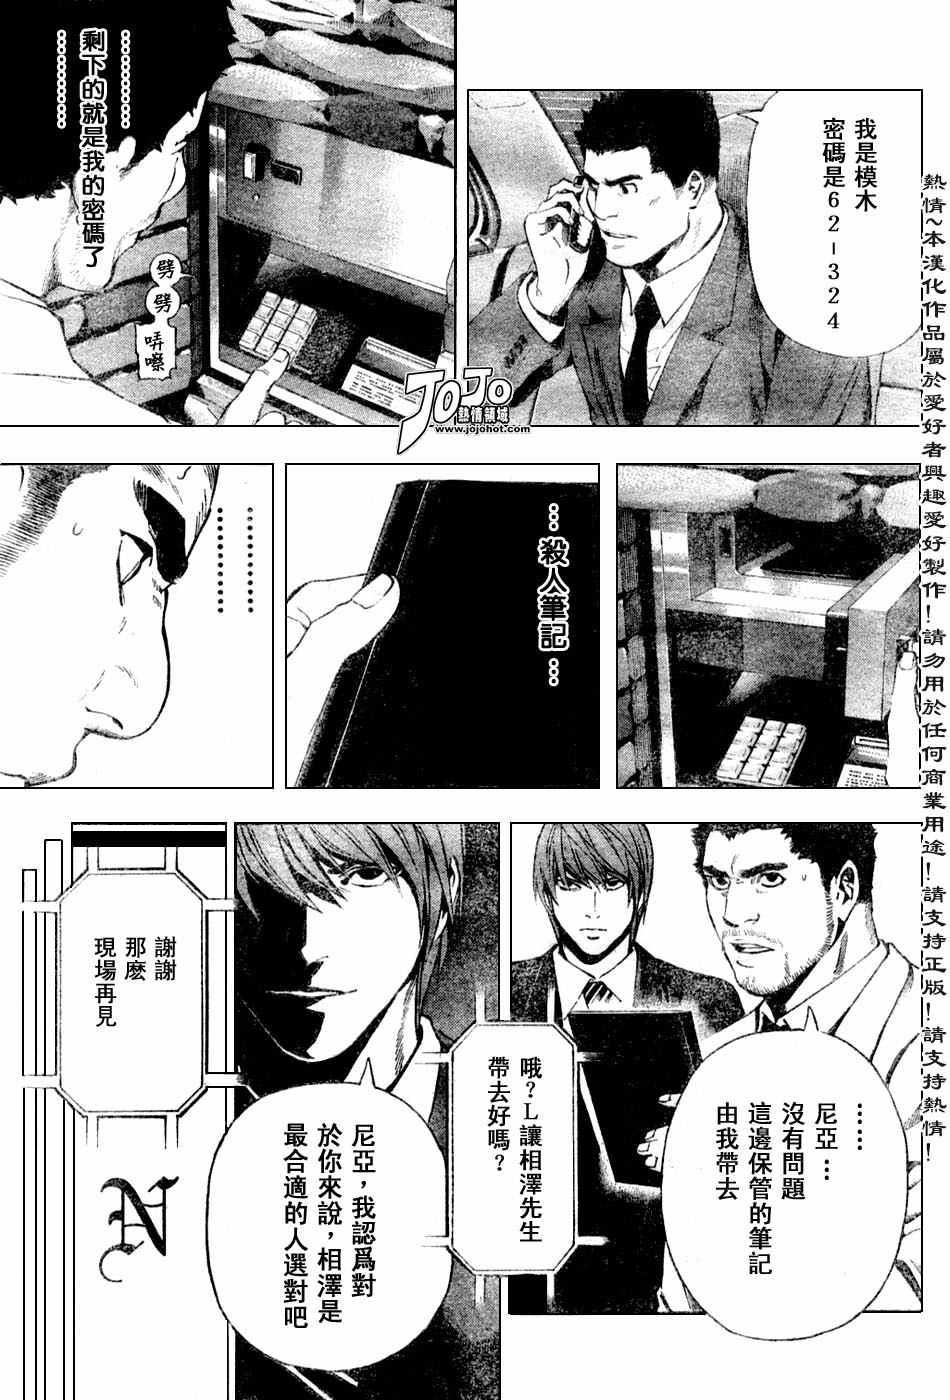 我是模木
密碼是62-324
………………
剩下的就是我的密碼了
………………
劈
劈
哢嚓
JOJO
熱情領域
www.jojohot.com
…殺人筆記…
…………
…………
……
尼亞…
沒有問題
這邊保管的筆記
由我帶去
哦？L讓相澤先生
帶去好嗎？
尼亞，我認爲對
於你來說，相澤是
最合適的人選對吧
謝謝
那麽
現場再見
N
熱情~本漢化作品屬於愛好者興趣愛好製作！請勿用於任何商業用途！請支持正版！請支持熱情！